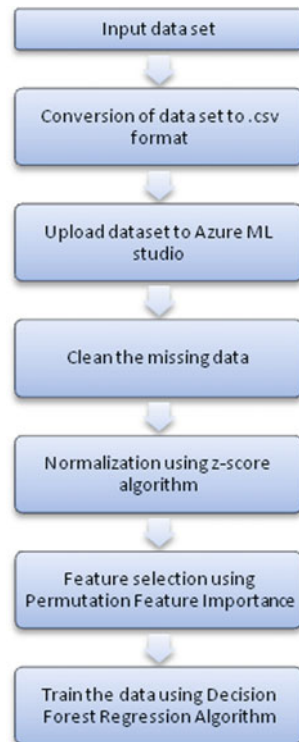 Input data set
Conversion of data set to .csv
format
Upload dataset to Azure ML
studio
Clean the missing data
Normalization using z-score
algorithm
Feature selection using
Permutation Feature Importance
Train the data using Decision
Forest Regression Algorithm